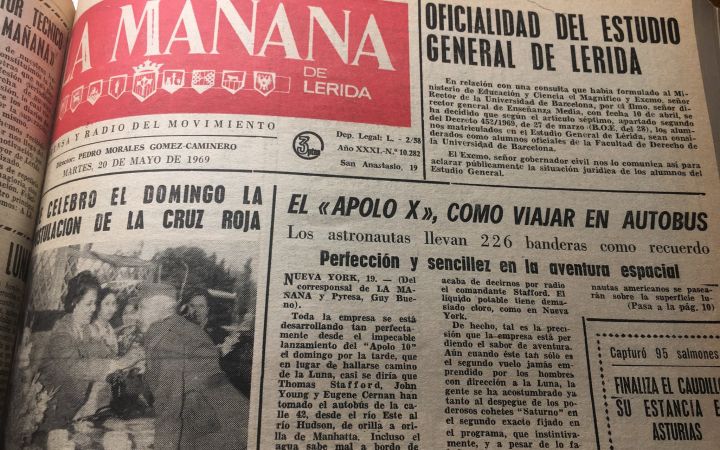 TOR TECNICO
MAÑANA»
LA MAÑANA
DE
LERIDA
PRENSA Y RADIO DEL MOVIMIENTO
Director: PEDRO MORALES GOMEZ-CAMINERO
MARTES, 20 DE MAYO DE 1969
3 ptas
Dep. Legal: L. - 2/58
Año XXXI.-N.º 10.282
San Anastasio, 19
OFICIALIDAD DEL ESTUDIO
GENERAL DE LERIDA
En relación con una consulta que había formulado al Mi-
nisterio de Educación y Ciencia el Magnífico y Excmo. señor
Rector de la Universidad de Barcelona, por el Ilmo. señor di-
rector general de Enseñanza Media, con fecha 10 de abril, se
ha decidido que según el artículo séptimo, apartado segundo
del Decreto 452/1969, de 27 de marzo (B.O.E. del 28), los alumnos
matriculados en el Estudio General de Lérida, sean consi-
derados como alumnos oficiales de la Facultad de Derecho de
la Universidad de Barcelona.
El Excmo. señor gobernador civil nos lo comunica así para
aclarar públicamente la situación jurídica de los alumnos del
Estudio General.
CELEBRO EL DOMINGO LA
POSTULACION DE LA CRUZ ROJA
EL «APOLO X», COMO VIAJAR EN AUTOBUS
Los astronautas llevan 226 banderas como recuerdo
Perfección y sencillez en la aventura espacial
NUEVA YORK, 19. — (Del
corresponsal de LA MA-
ÑANA y Pyresa, Guy Bue-
no).
Toda la empresa se está
desarrollando tan perfecta-
mente desde el impecable
lanzamiento del "Apolo 10"
el domingo por la tarde, que
en lugar de hallarse camino
de la Luna, casi se diría que
Thomas Stafford, John
Young y Eugene Cernan han
tomado el autobús de la ca-
lle 42, desde el río Este al
río Hudson, de orilla a ori-
lla de Manhatta. Incluso el
agua sabe mal a bordo de
acaba de decirnos por radio
el comandante Stafford. El
líquido potable tiene dema-
siado cloro, como en Nueva
York.
De hecho, tal es la preci-
sión que la empresa está per-
diendo el sabor de aventura.
Aún cuando éste tan sólo es
el segundo vuelo jamás em-
prendido por los hombres
con dirección a la Luna, la
gente se ha acostumbrado ya
tanto al despegue de los po-
derosos cohetes "Saturno" en
el segundo exacto fijado en
el programa, que instintiva-
mente, y a pesar de lo fa-
nautas americanos se pasea-
rán sobre la superficie lu-
(Pasa a la pág. 10)
Capturó 95 salmones
FINALIZA EL CAUDILLO
SU ESTANCIA EN
ASTURIAS